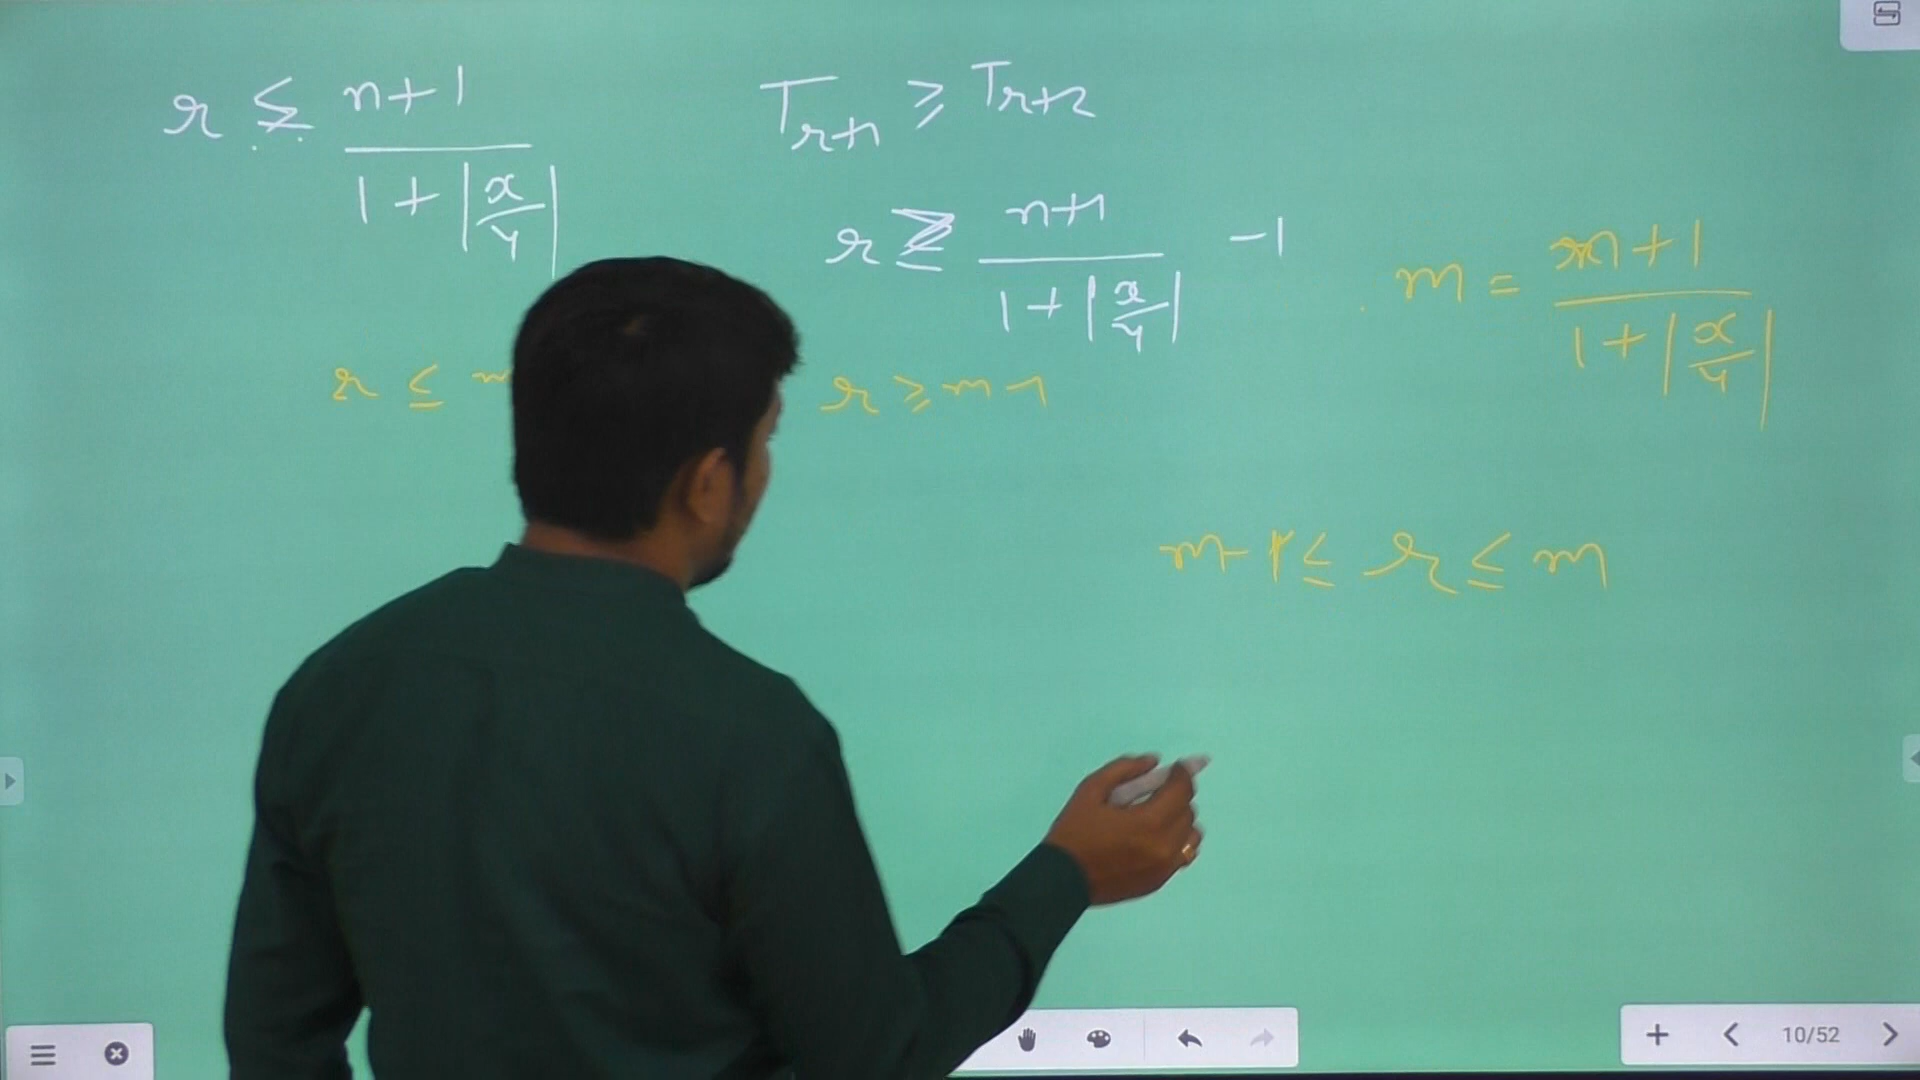 r ≤ n+1 / 1 + |x/y|
T_{r+1} ≥ T_{r+2}
r ≥ n+1 / 1 + |x/y| - 1
m = n+1 / 1 + |x/y|
r ≤ m
r ≥ m-1
m-1 ≤ r ≤ m
10/52